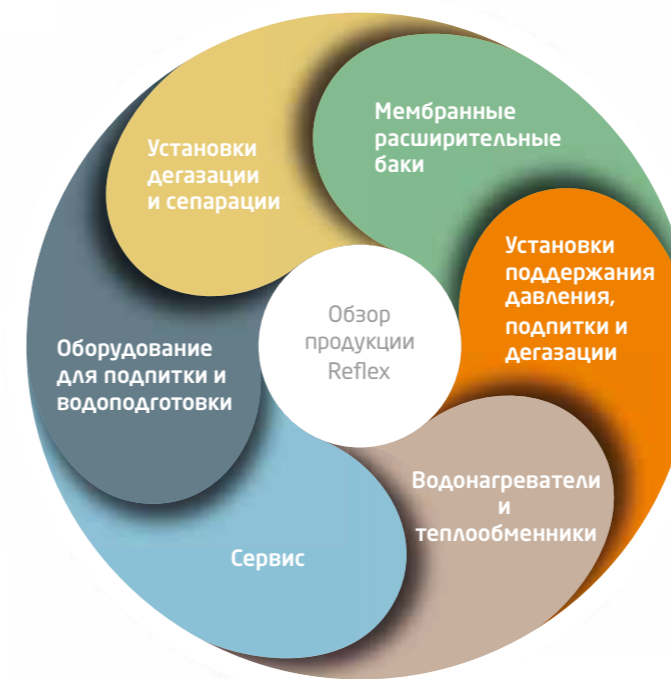 Мембранные
расширительные
баки
Установки
поддержания
давления,
подпитки и
дегазации
Водонагреватели
и
теплообменники
Сервис
Оборудование
для подпитки и
водоподготовки
Установки
дегазации
и сепарации
Обзор
продукции
Reflex